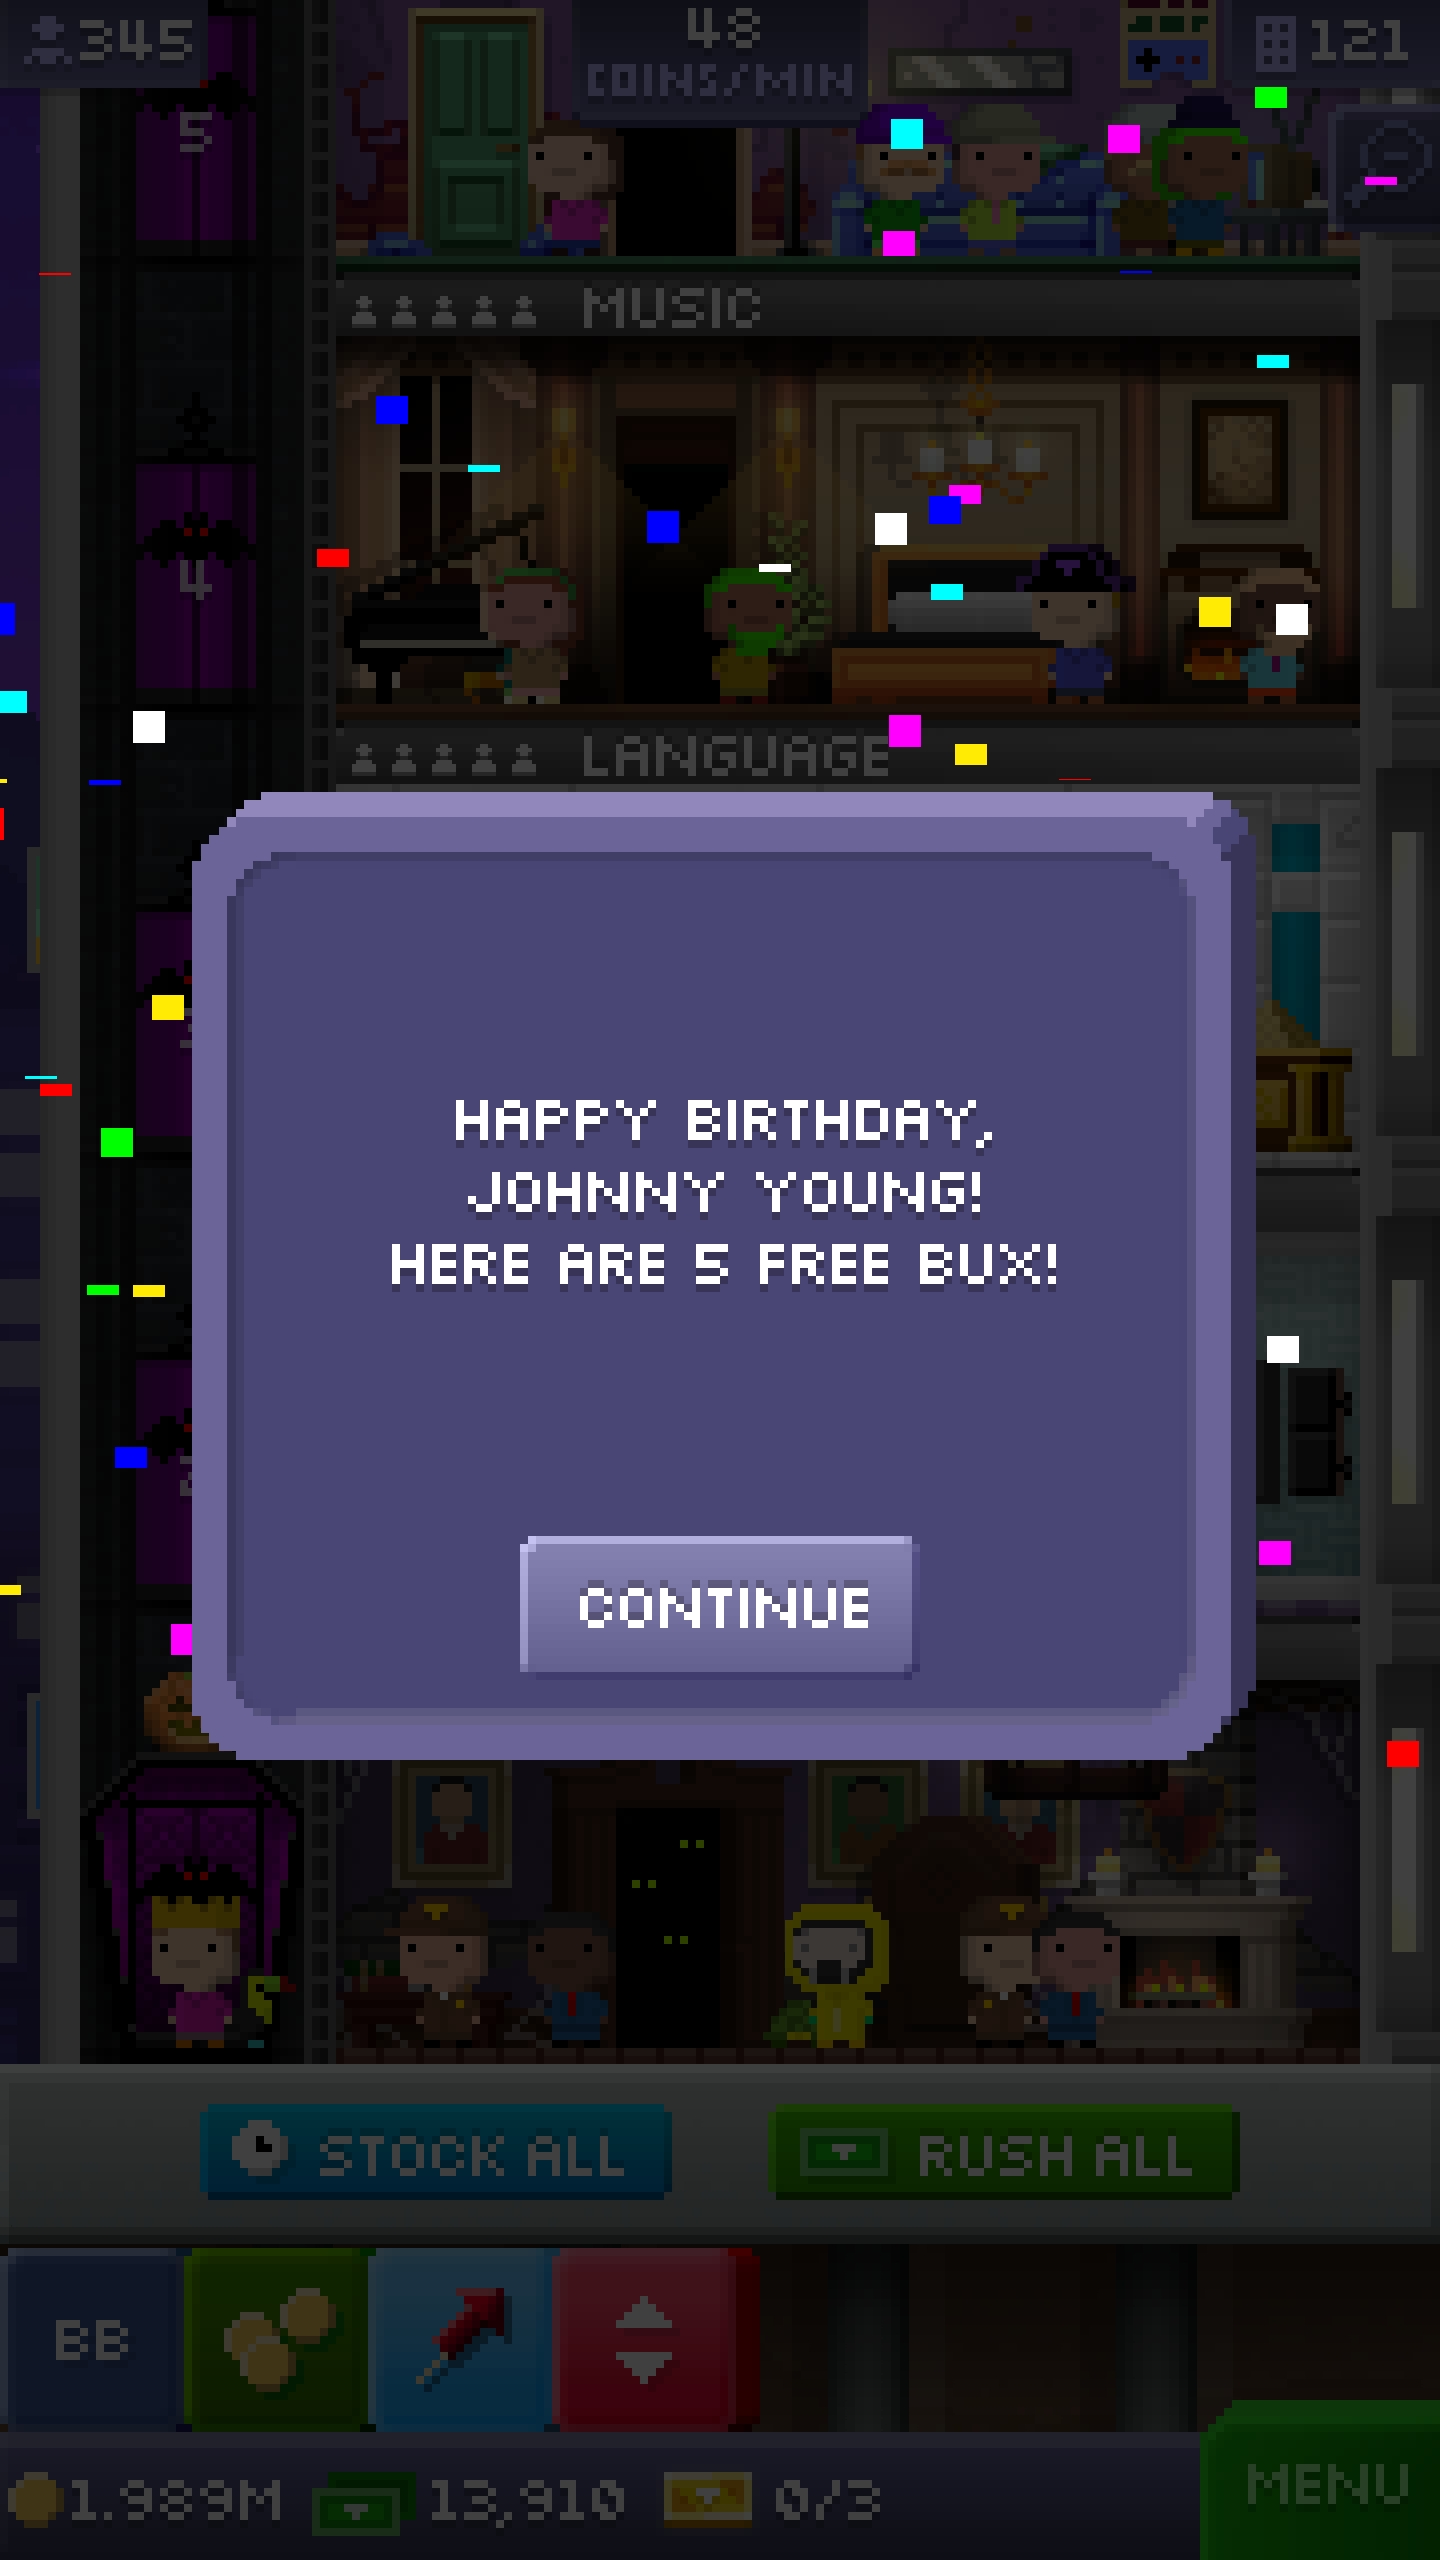 345
48
COINS/MIN
121
5
MUSIC
4
LANGUAGE
HAPPY BIRTHDAY,
JOHNNY YOUNG!
HERE ARE 5 FREE BUX!
CONTINUE
STOCK ALL
RUSH ALL
BB
1.989M
13,910
0/3
MENU